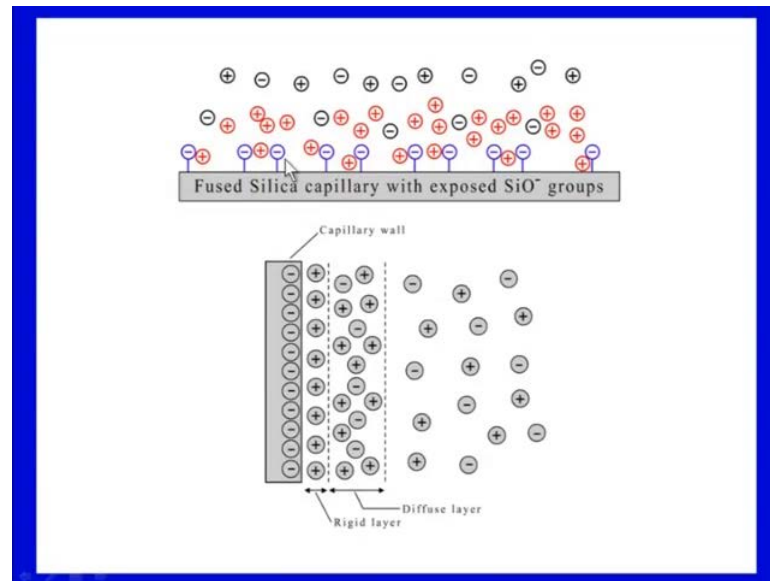 Fused Silica capillary with exposed SiO⁻ groups
Capillary wall
Diffuse layer
Rigid layer